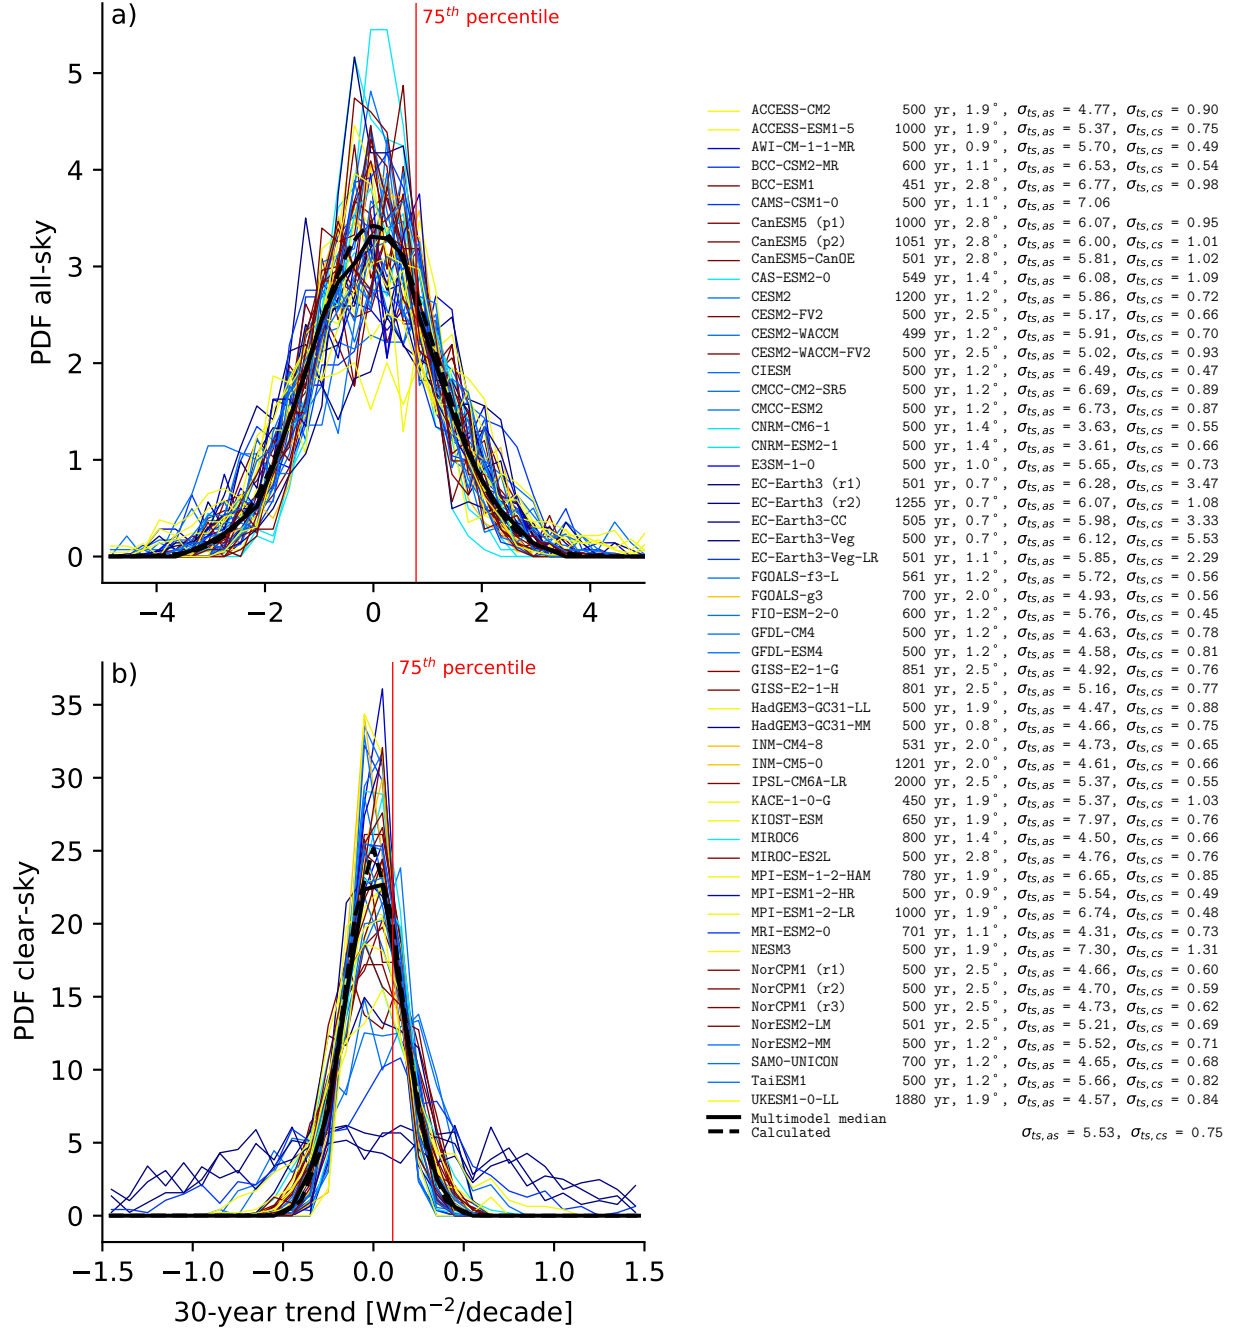 a)
75th percentile
5
4
3
2
1
0
PDF all-sky
−4 −2 0 2 4
b)
75th percentile
35
30
25
20
15
10
5
0
PDF clear-sky
−1.5 −1.0 −0.5 0.0 0.5 1.0 1.5
30-year trend [Wm−2/decade]
ACCESS-CM2 500 yr, 1.9°, σts,as = 4.77, σts,cs = 0.90
ACCESS-ESM1-5 1000 yr, 1.9°, σts,as = 5.37, σts,cs = 0.75
AWI-CM-1-1-MR 500 yr, 0.9°, σts,as = 5.70, σts,cs = 0.49
BCC-CSM2-MR 600 yr, 1.1°, σts,as = 6.53, σts,cs = 0.54
BCC-ESM1 451 yr, 2.8°, σts,as = 6.77, σts,cs = 0.98
CAMS-CSM1-0 500 yr, 1.1°, σts,as = 7.06
CanESM5 (p1) 1000 yr, 2.8°, σts,as = 6.07, σts,cs = 0.95
CanESM5 (p2) 1051 yr, 2.8°, σts,as = 6.00, σts,cs = 1.01
CanESM5-CanOE 501 yr, 2.8°, σts,as = 5.81, σts,cs = 1.02
CAS-ESM2-0 549 yr, 1.4°, σts,as = 6.08, σts,cs = 1.09
CESM2 1200 yr, 1.2°, σts,as = 5.86, σts,cs = 0.72
CESM2-FV2 500 yr, 2.5°, σts,as = 5.17, σts,cs = 0.66
CESM2-WACCM 499 yr, 1.2°, σts,as = 5.91, σts,cs = 0.70
CESM2-WACCM-FV2 500 yr, 2.5°, σts,as = 5.02, σts,cs = 0.93
CIESM 500 yr, 1.2°, σts,as = 6.49, σts,cs = 0.47
CMCC-CM2-SR5 500 yr, 1.2°, σts,as = 6.69, σts,cs = 0.89
CMCC-ESM2 500 yr, 1.2°, σts,as = 6.73, σts,cs = 0.87
CNRM-CM6-1 500 yr, 1.4°, σts,as = 3.63, σts,cs = 0.55
CNRM-ESM2-1 500 yr, 1.4°, σts,as = 3.61, σts,cs = 0.66
E3SM-1-0 500 yr, 1.0°, σts,as = 5.65, σts,cs = 0.73
EC-Earth3 (r1) 501 yr, 0.7°, σts,as = 6.28, σts,cs = 3.47
EC-Earth3 (r2) 1255 yr, 0.7°, σts,as = 6.07, σts,cs = 1.08
EC-Earth3-CC 505 yr, 0.7°, σts,as = 5.98, σts,cs = 3.33
EC-Earth3-Veg 500 yr, 0.7°, σts,as = 6.12, σts,cs = 5.53
EC-Earth3-Veg-LR 501 yr, 1.1°, σts,as = 5.85, σts,cs = 2.29
FGOALS-f3-L 561 yr, 1.2°, σts,as = 5.72, σts,cs = 0.56
FGOALS-g3 700 yr, 2.0°, σts,as = 4.93, σts,cs = 0.56
FIO-ESM-2-0 600 yr, 1.2°, σts,as = 5.76, σts,cs = 0.45
GFDL-CM4 500 yr, 1.2°, σts,as = 4.63, σts,cs = 0.78
GFDL-ESM4 500 yr, 1.2°, σts,as = 4.58, σts,cs = 0.81
GISS-E2-1-G 851 yr, 2.5°, σts,as = 4.92, σts,cs = 0.76
GISS-E2-1-H 801 yr, 2.5°, σts,as = 5.16, σts,cs = 0.77
HadGEM3-GC31-LL 500 yr, 1.9°, σts,as = 4.47, σts,cs = 0.88
HadGEM3-GC31-MM 500 yr, 0.8°, σts,as = 4.66, σts,cs = 0.75
INM-CM4-8 531 yr, 2.0°, σts,as = 4.73, σts,cs = 0.65
INM-CM5-0 1201 yr, 2.0°, σts,as = 4.61, σts,cs = 0.66
IPSL-CM6A-LR 2000 yr, 2.5°, σts,as = 5.37, σts,cs = 0.55
KACE-1-0-G 450 yr, 1.9°, σts,as = 5.37, σts,cs = 1.03
KIOST-ESM 650 yr, 1.9°, σts,as = 7.97, σts,cs = 0.76
MIROC6 800 yr, 1.4°, σts,as = 4.50, σts,cs = 0.66
MIROC-ES2L 500 yr, 2.8°, σts,as = 4.76, σts,cs = 0.76
MPI-ESM-1-2-HAM 780 yr, 1.9°, σts,as = 6.65, σts,cs = 0.85
MPI-ESM1-2-HR 500 yr, 0.9°, σts,as = 5.54, σts,cs = 0.49
MPI-ESM1-2-LR 1000 yr, 1.9°, σts,as = 6.74, σts,cs = 0.48
MRI-ESM2-0 701 yr, 1.1°, σts,as = 4.31, σts,cs = 0.73
NESM3 500 yr, 1.9°, σts,as = 7.30, σts,cs = 1.31
NorCPM1 (r1) 500 yr, 2.5°, σts,as = 4.66, σts,cs = 0.60
NorCPM1 (r2) 500 yr, 2.5°, σts,as = 4.70, σts,cs = 0.59
NorCPM1 (r3) 500 yr, 2.5°, σts,as = 4.73, σts,cs = 0.62
NorESM2-LM 501 yr, 2.5°, σts,as = 5.21, σts,cs = 0.69
NorESM2-MM 500 yr, 1.2°, σts,as = 5.52, σts,cs = 0.71
SAM0-UNICON 700 yr, 1.2°, σts,as = 4.65, σts,cs = 0.68
TaiESM1 500 yr, 1.2°, σts,as = 5.66, σts,cs = 0.82
UKESM1-0-LL 1880 yr, 1.9°, σts,as = 4.57, σts,cs = 0.84
Multimodel median
Calculated σts,as = 5.53, σts,cs = 0.75